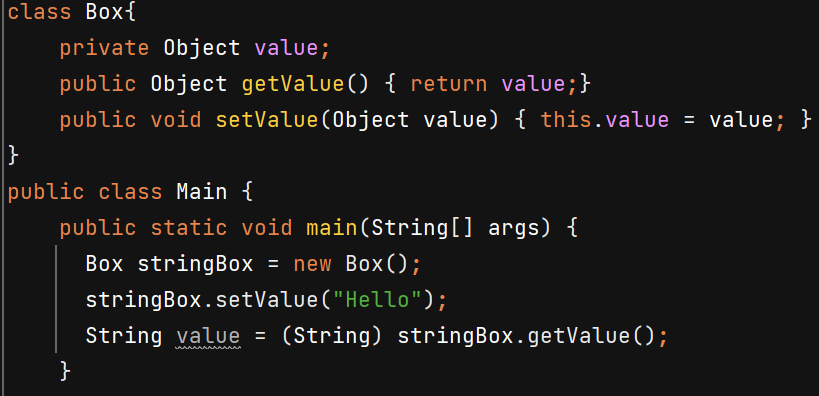 class Box{
    private Object value;
    public Object getValue() { return value;}
    public void setValue(Object value) { this.value = value; }
}
public class Main {
    public static void main(String[] args) {
      Box stringBox = new Box();
      stringBox.setValue("Hello");
      String value = (String) stringBox.getValue();
    }